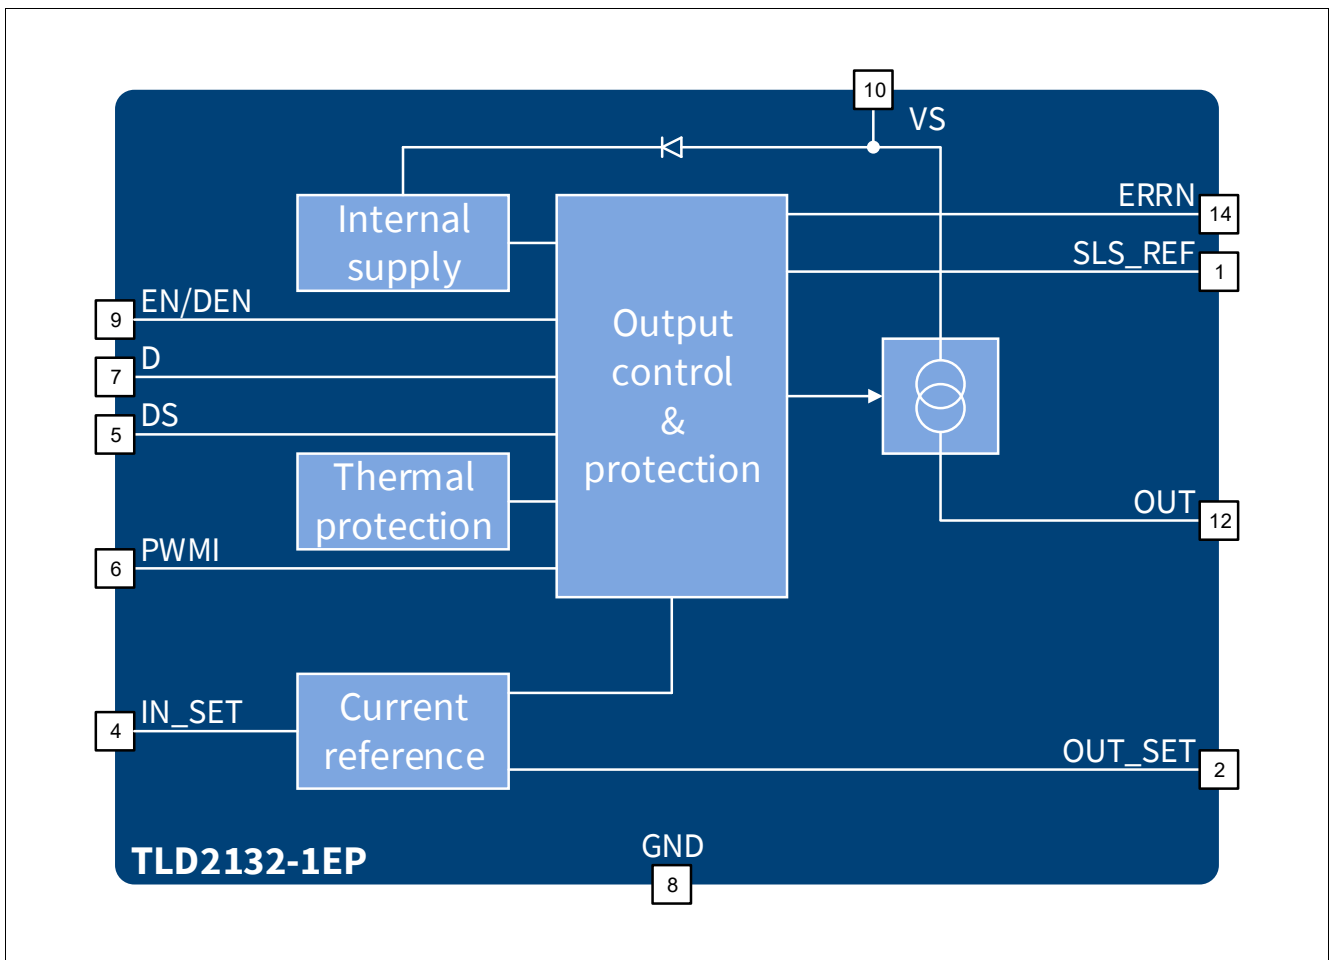 10
VS
ERRN
14
Internal
supply
SLS_REF
1
EN/DEN
9
Output
control
&
protection
D
7
DS
5
Thermal
protection
OUT
12
PWMI
6
IN_SET
4
Current
reference
OUT_SET
2
TLD2132-1EP
GND
8